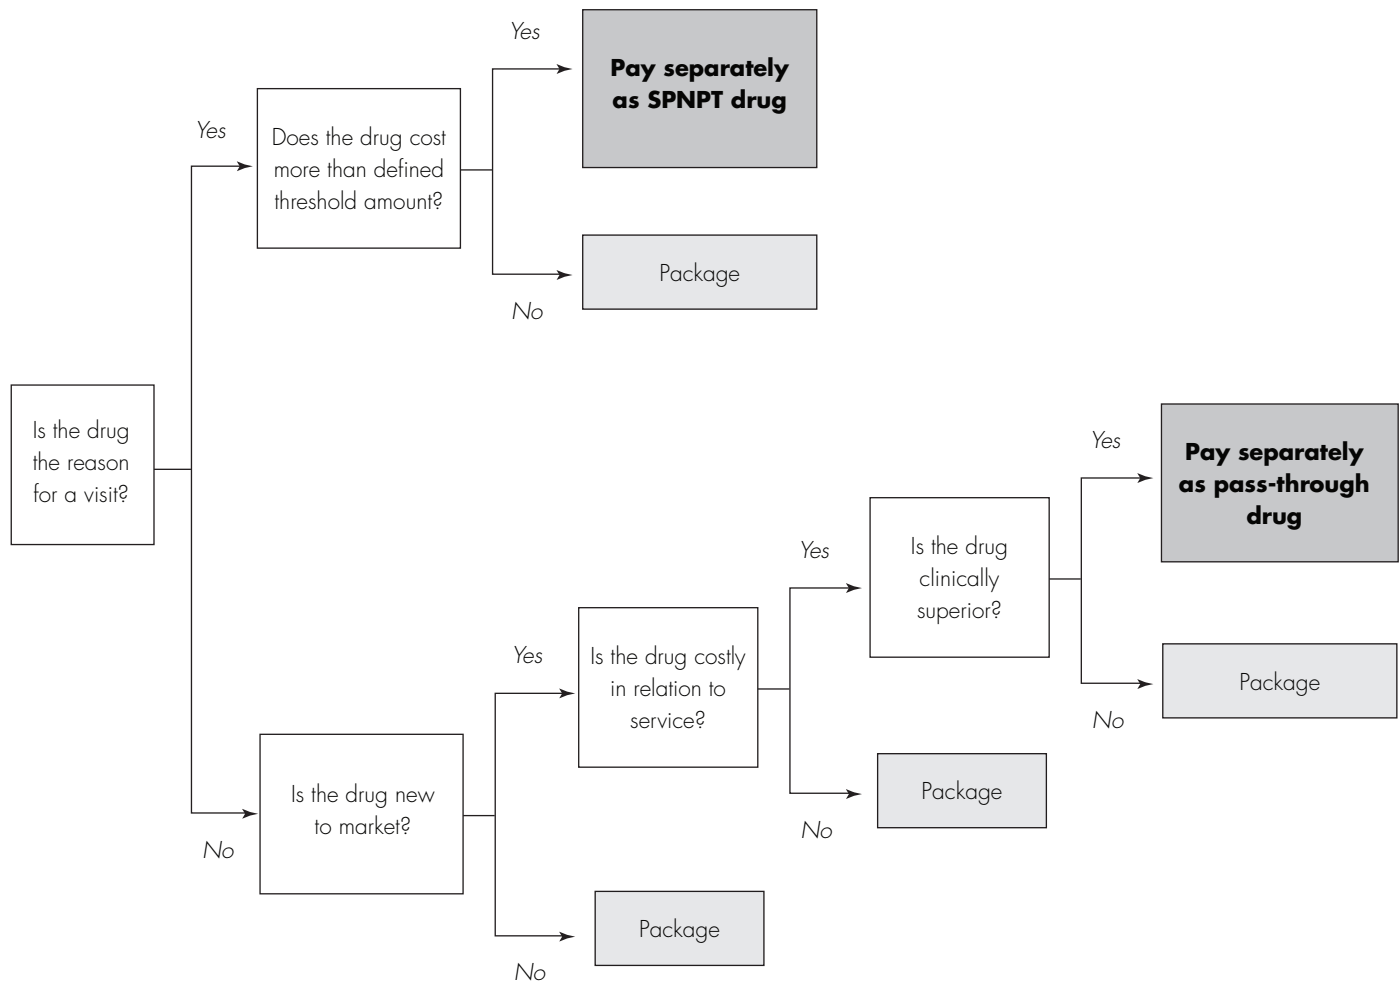 Yes
Pay separately
as SPNPT drug
Yes
Does the drug cost
more than defined
threshold amount?
Package
No
Is the drug
the reason
for a visit?
Yes
Pay separately
as pass-through
drug
Yes
Is the drug
clinically
superior?
Yes
Is the drug costly
in relation to
service?
Package
No
Is the drug new
to market?
Package
No
No
Package
No